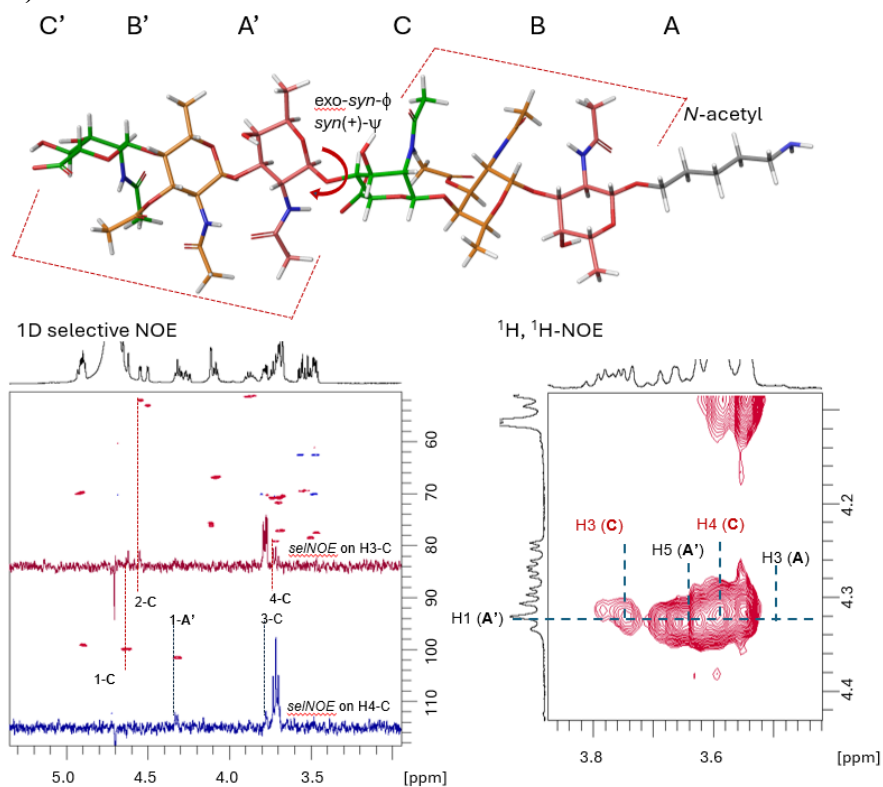 C’ B’ A’ C B A
exo-syn-ϕ
syn(+)-ψ
N-acetyl
1D selective NOE
¹H, ¹H-NOE
60
70
80
90
100
110
selNOE on H3-C
2-C
4-C
1-A’
3-C
1-C
selNOE on H4-C
5.0 4.5 4.0 3.5 [ppm]
H3 (C)
H4 (C)
H5 (A’)
H3 (A)
H1 (A’)
4.2
4.3
4.4
[ppm]
3.8 3.6